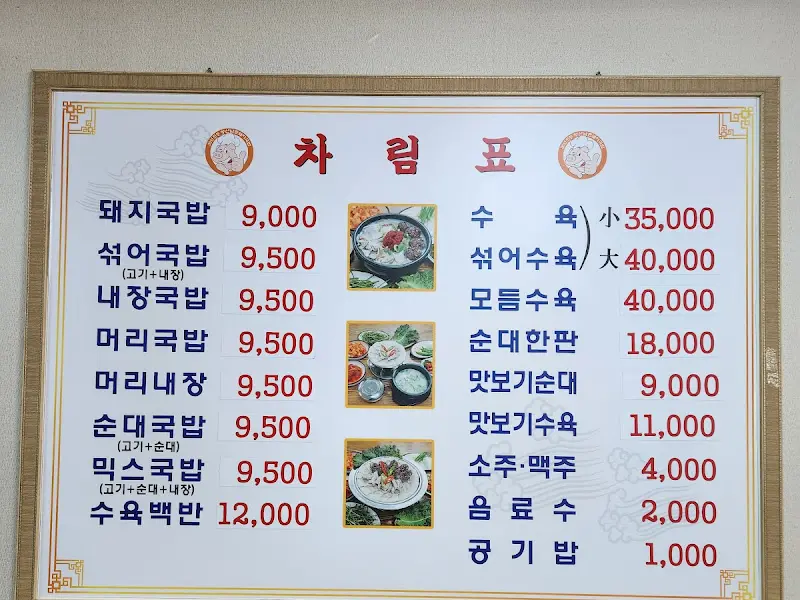 차림표
돼지국밥 9,000
섞어국밥 9,500
(고기+내장)
내장국밥 9,500
머리국밥 9,500
머리내장 9,500
순대국밥 9,500
(고기+순대)
믹스국밥 9,500
(고기+순대+내장)
수육백반 12,000
수육 小 35,000
섞어수육 大 40,000
모듬수육 40,000
순대한판 18,000
맛보기순대 9,000
맛보기수육 11,000
소주·맥주 4,000
음료수 2,000
공기밥 1,000